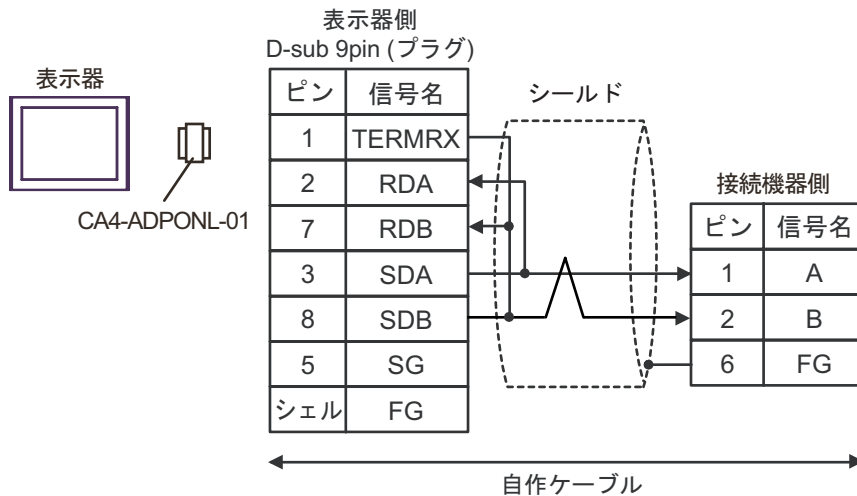 表示器側
D-sub 9pin (プラグ)
表示器
CA4-ADPONL-01
ピン 信号名
1 TERMRX
2 RDA
7 RDB
3 SDA
8 SDB
5 SG
シェル FG
シールド
接続機器側
ピン 信号名
1 A
2 B
6 FG
自作ケーブル